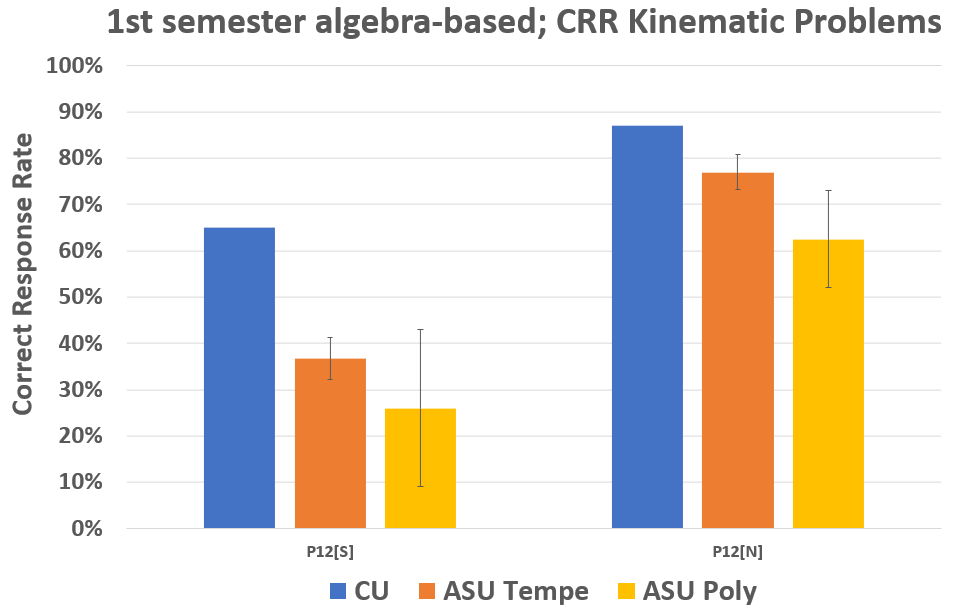 1st semester algebra-based; CRR Kinematic Problems
Correct Response Rate
100%
90%
80%
70%
60%
50%
40%
30%
20%
10%
0%
P12[S] P12[N]
CU ASU Tempe ASU Poly